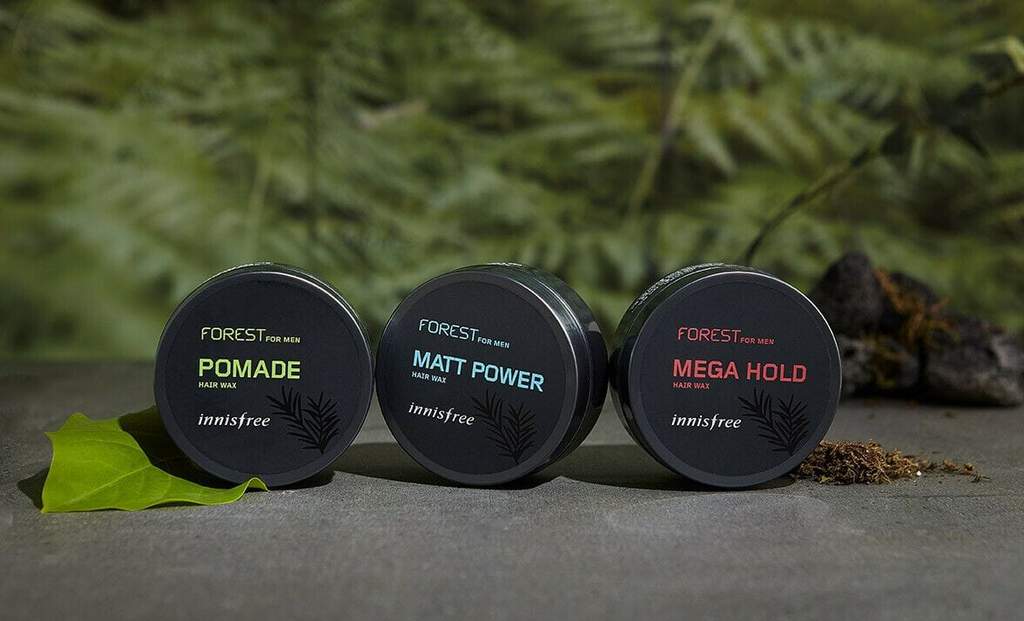 FOREST FOR MEN
POMADE
HAIR WAX
innisfree
FOREST FOR MEN
MATT POWER
HAIR WAX
innisfree
FOREST FOR MEN
MEGA HOLD
HAIR WAX
innisfree